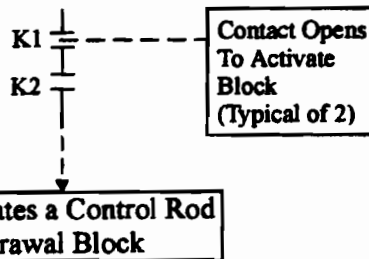 K1
K2
Contact Opens
To Activate
Block
(Typical of 2)
ates a Control Rod
rawal Block